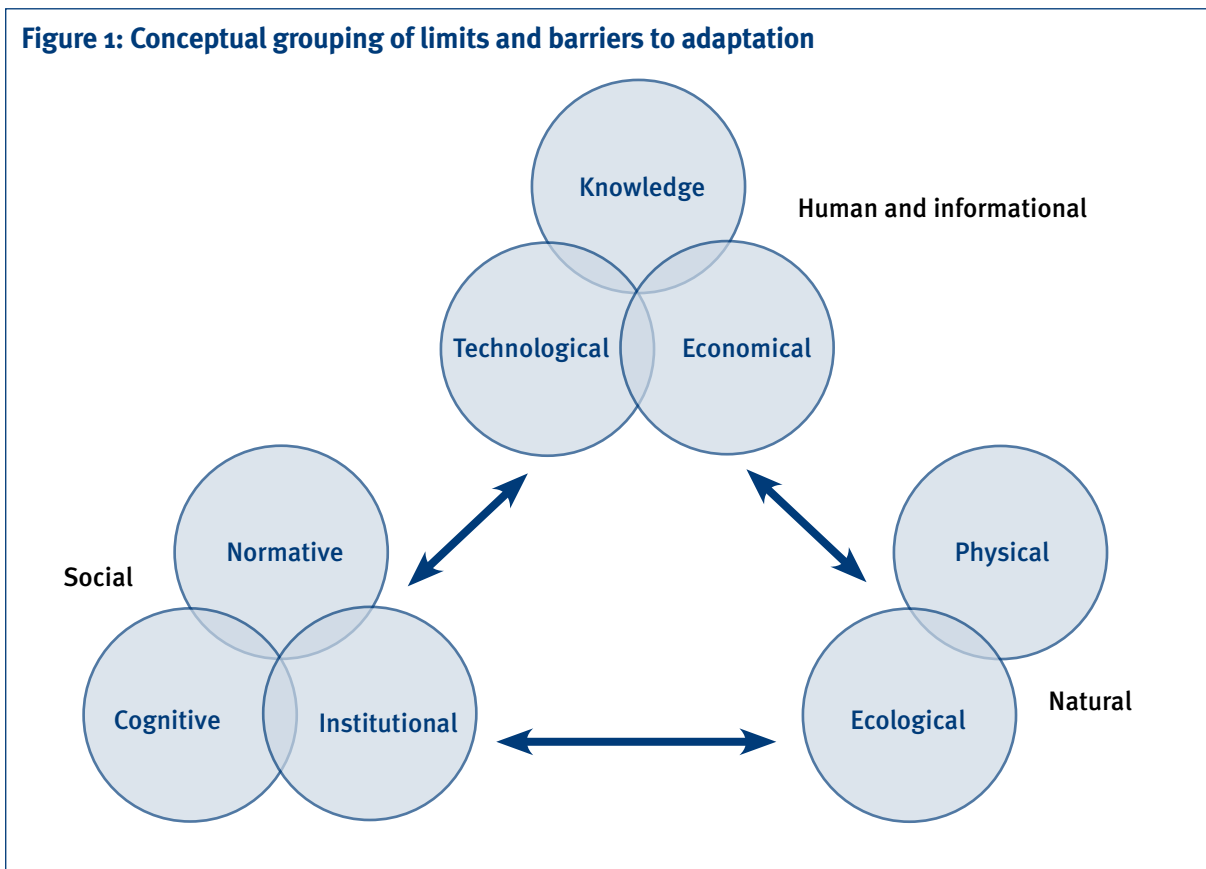 Figure 1: Conceptual grouping of limits and barriers to adaptation
Knowledge
Human and informational
Technological
Economical
Normative
Social
Cognitive
Institutional
Physical
Ecological
Natural